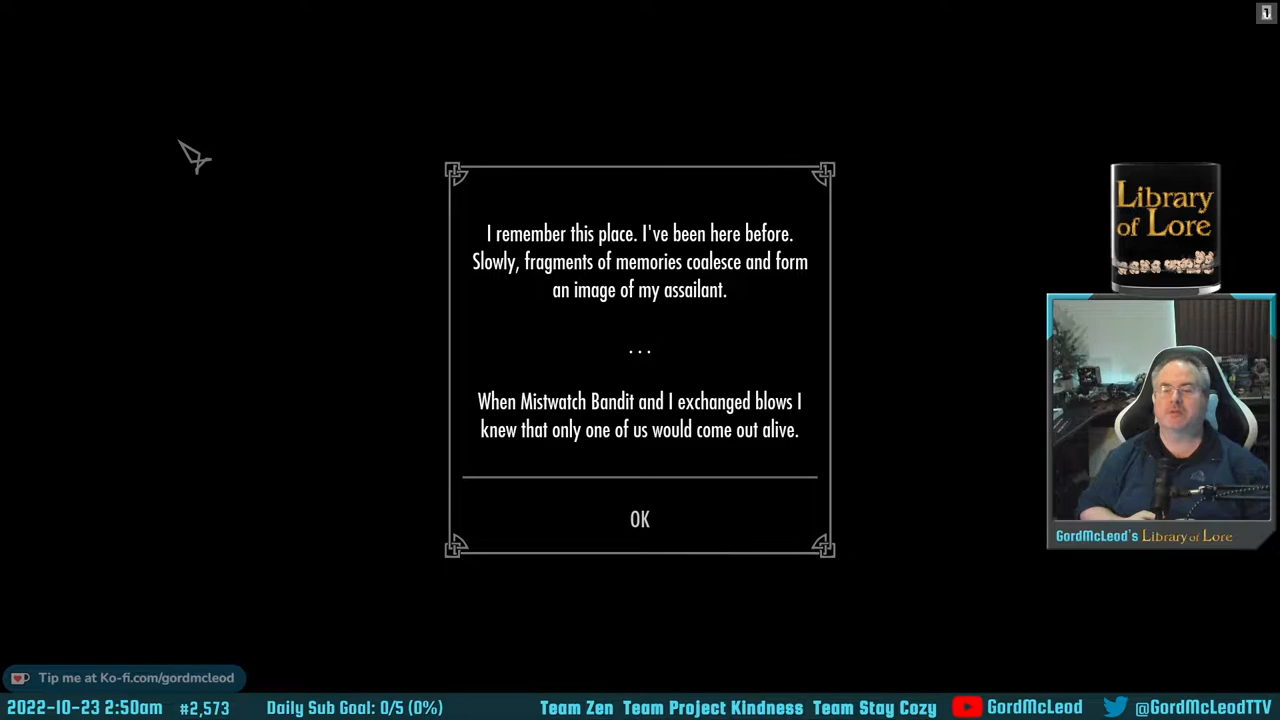 I remember this place. I've been here before.
Slowly, fragments of memories coalesce and form
an image of my assailant.
...
When Mistwatch Bandit and I exchanged blows I
knew that only one of us would come out alive.
OK
Library
of Lore
GordMcLeod's Library of Lore
Tip me at Ko-fi.com/gordmcleod
2022-10-23 2:50am #2,573 Daily Sub Goal: 0/5 (0%) Team Zen Team Project Kindness Team Stay Cozy GordMcLeod @GordMcLeodTTV